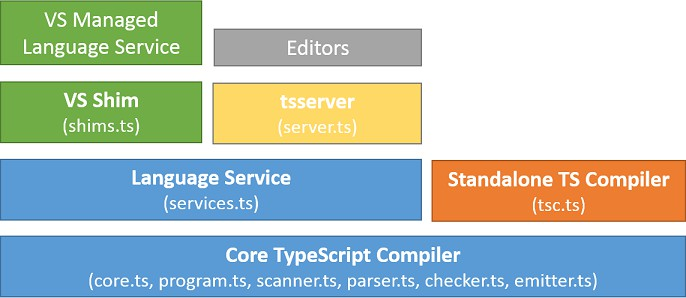 VS Managed
Language Service
Editors
VS Shim
(shims.ts)
tsserver
(server.ts)
Language Service
(services.ts)
Standalone TS Compiler
(tsc.ts)
Core TypeScript Compiler
(core.ts, program.ts, scanner.ts, parser.ts, checker.ts, emitter.ts)